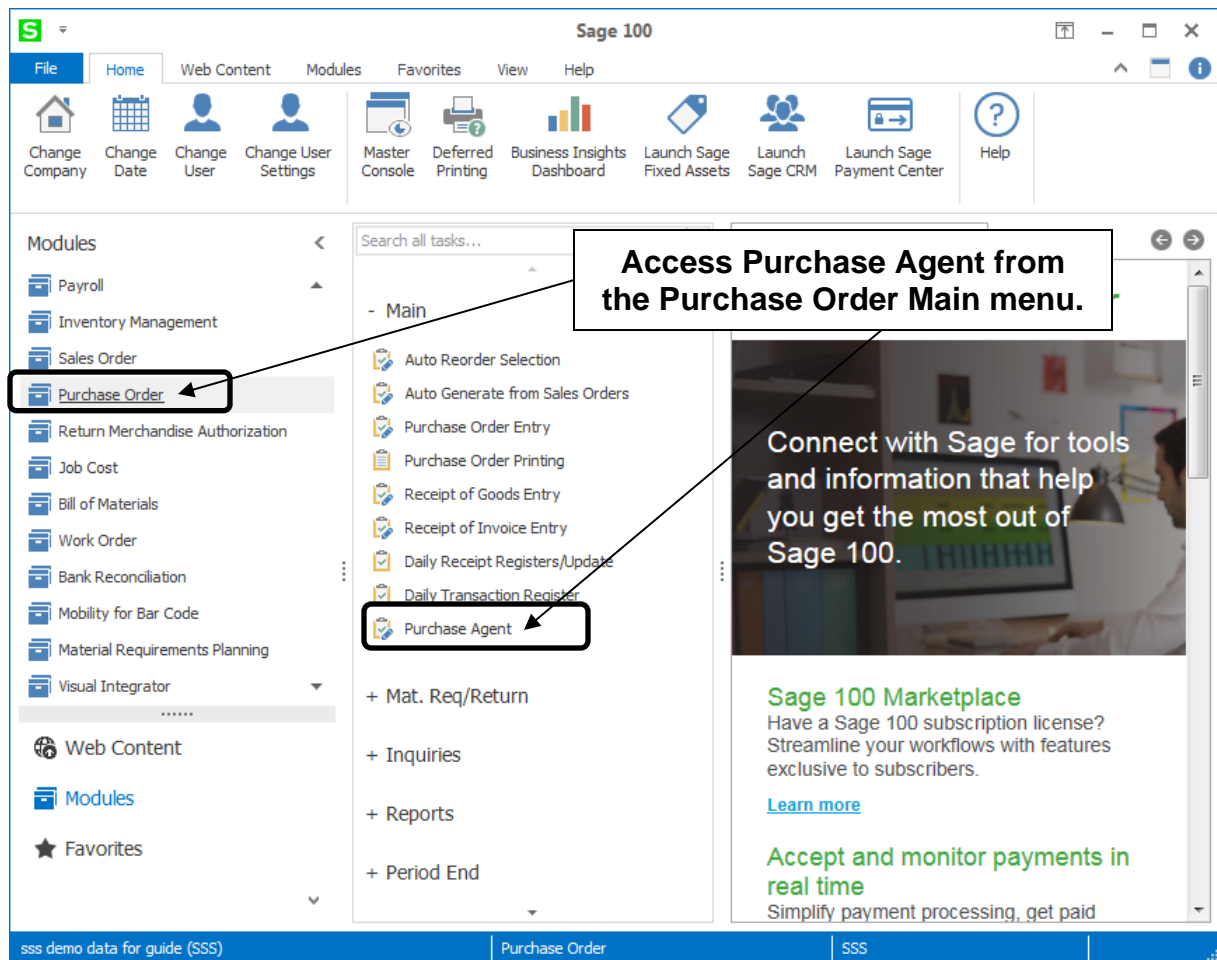 S
Sage 100
File Home Web Content Modules Favorites View Help
Change Company
Change Date
Change User
Change User Settings
Master Console
Deferred Printing
Business Insights Dashboard
Launch Sage Fixed Assets
Launch Sage CRM
Launch Sage Payment Center
Help
Modules
Payroll
Inventory Management
Sales Order
Purchase Order
Return Merchandise Authorization
Job Cost
Bill of Materials
Work Order
Bank Reconciliation
Mobility for Bar Code
Material Requirements Planning
Visual Integrator
Web Content
Modules
Favorites
Search all tasks...
- Main
Auto Reorder Selection
Auto Generate from Sales Orders
Purchase Order Entry
Purchase Order Printing
Receipt of Goods Entry
Receipt of Invoice Entry
Daily Receipt Registers/Update
Daily Transaction Register
Purchase Agent
+ Mat. Req/Return
+ Inquiries
+ Reports
+ Period End
Access Purchase Agent from
the Purchase Order Main menu.
Connect with Sage for tools
and information that help
you get the most out of
Sage 100.
Sage 100 Marketplace
Have a Sage 100 subscription license?
Streamline your workflows with features
exclusive to subscribers.
Learn more
Accept and monitor payments in
real time
Simplify payment processing, get paid
sss demo data for guide (SSS)
Purchase Order
SSS